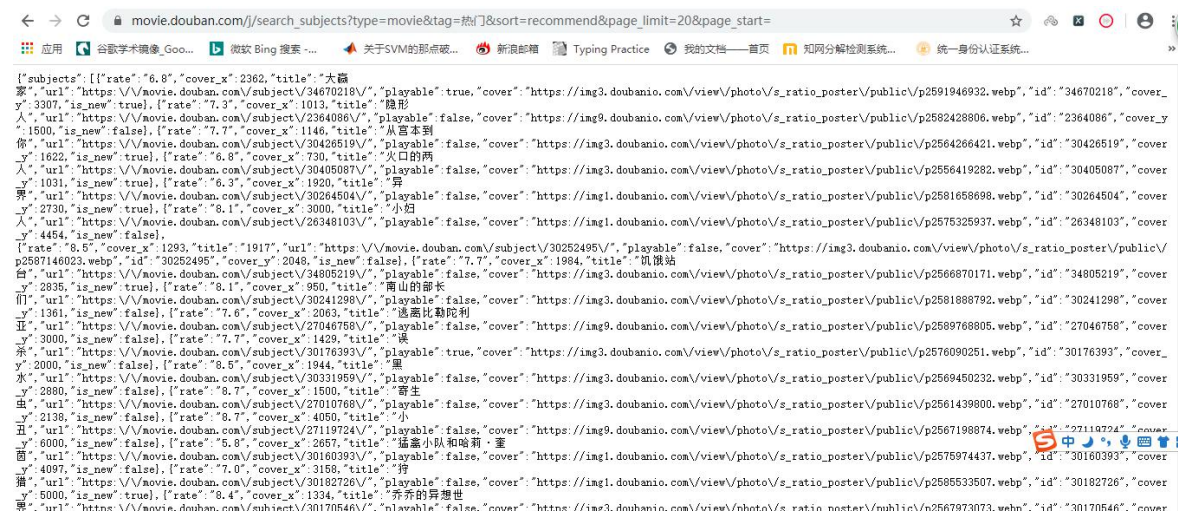 movie.douban.com/j/search_subjects?type=movie&tag=热门&sort=recommend&page_limit=20&page_start=
应用 谷歌学术镜像_Goo... 微软 Bing 搜索 -... 关于SVM的那点破... 新浪邮箱 Typing Practice 我的文档——首页 知网分解检测系统... 统一身份认证系统... »
{"subjects":[{"rate":"6.8","cover_x":2362,"title":"大赢
家","url":"https:\/\/movie.douban.com\/subject\/34670218\/","playable":true,"cover":"https://img3.doubanio.com\/view\/photo\/s_ratio_poster\/public\/p2591946932.webp","id":"34670218","cover_
y":3307,"is_new":true},{"rate":"7.3","cover_x":1013,"title":"隐形
人","url":"https:\/\/movie.douban.com\/subject\/2364086\/","playable":false,"cover":"https://img9.doubanio.com\/view\/photo\/s_ratio_poster\/public\/p2582428806.webp","id":"2364086","cover_y
":1500,"is_new":false},{"rate":"7.7","cover_x":1146,"title":"从宫本到
你","url":"https:\/\/movie.douban.com\/subject\/30426519\/","playable":false,"cover":"https://img3.doubanio.com\/view\/photo\/s_ratio_poster\/public\/p2564266421.webp","id":"30426519","cover
_y":1622,"is_new":true},{"rate":"6.8","cover_x":730,"title":"火口的两
人","url":"https:\/\/movie.douban.com\/subject\/30405087\/","playable":false,"cover":"https://img3.doubanio.com\/view\/photo\/s_ratio_poster\/public\/p2556419282.webp","id":"30405087","cover
_y":1031,"is_new":true},{"rate":"6.3","cover_x":1920,"title":"异
界","url":"https:\/\/movie.douban.com\/subject\/30264504\/","playable":false,"cover":"https://img1.doubanio.com\/view\/photo\/s_ratio_poster\/public\/p2581658698.webp","id":"30264504","cover
_y":2730,"is_new":true},{"rate":"8.1","cover_x":3000,"title":"小妇
人","url":"https:\/\/movie.douban.com\/subject\/26348103\/","playable":false,"cover":"https://img1.doubanio.com\/view\/photo\/s_ratio_poster\/public\/p2575325937.webp","id":"26348103","cover
_y":4454,"is_new":false},
{"rate":"8.5","cover_x":1293,"title":"1917","url":"https:\/\/movie.douban.com\/subject\/30252495\/","playable":false,"cover":"https://img3.doubanio.com\/view\/photo\/s_ratio_poster\/public\/
p2587146023.webp","id":"30252495","cover_y":2048,"is_new":false},{"rate":"7.7","cover_x":1984,"title":"饥饿站
台","url":"https:\/\/movie.douban.com\/subject\/34805219\/","playable":false,"cover":"https://img3.doubanio.com\/view\/photo\/s_ratio_poster\/public\/p2566870171.webp","id":"34805219","cover
_y":2835,"is_new":true},{"rate":"8.1","cover_x":950,"title":"南山的部长
们","url":"https:\/\/movie.douban.com\/subject\/30241298\/","playable":false,"cover":"https://img3.doubanio.com\/view\/photo\/s_ratio_poster\/public\/p2581888792.webp","id":"30241298","cover
_y":1361,"is_new":false},{"rate":"7.6","cover_x":2063,"title":"逃离比勒陀利
亚","url":"https:\/\/movie.douban.com\/subject\/27046758\/","playable":false,"cover":"https://img9.doubanio.com\/view\/photo\/s_ratio_poster\/public\/p2589768805.webp","id":"27046758","cover
_y":3000,"is_new":false},{"rate":"7.7","cover_x":1429,"title":"误
杀","url":"https:\/\/movie.douban.com\/subject\/30176393\/","playable":true,"cover":"https://img3.doubanio.com\/view\/photo\/s_ratio_poster\/public\/p2576090251.webp","id":"30176393","cover_
y":2000,"is_new":false},{"rate":"8.5","cover_x":1944,"title":"黑
水","url":"https:\/\/movie.douban.com\/subject\/30331959\/","playable":false,"cover":"https://img3.doubanio.com\/view\/photo\/s_ratio_poster\/public\/p2569450232.webp","id":"30331959","cover
_y":2880,"is_new":false},{"rate":"8.7","cover_x":1500,"title":"寄生
虫","url":"https:\/\/movie.douban.com\/subject\/27010768\/","playable":false,"cover":"https://img3.doubanio.com\/view\/photo\/s_ratio_poster\/public\/p2561439800.webp","id":"27010768","cover
_y":2138,"is_new":false},{"rate":"8.7","cover_x":4050,"title":"小
丑","url":"https:\/\/movie.douban.com\/subject\/27119724\/","playable":false,"cover":"https://img9.doubanio.com\/view\/photo\/s_ratio_poster\/public\/p2567198874.webp","id":"27119724","cover
_y":6000,"is_new":false},{"rate":"5.8","cover_x":2657,"title":"猛禽小队和哈莉·奎
茵","url":"https:\/\/movie.douban.com\/subject\/30160393\/","playable":false,"cover":"https://img1.doubanio.com\/view\/photo\/s_ratio_poster\/public\/p2575974437.webp","id":"30160393","cover
_y":4097,"is_new":false},{"rate":"7.0","cover_x":3158,"title":"狩
猎","url":"https:\/\/movie.douban.com\/subject\/30182726\/","playable":false,"cover":"https://img1.doubanio.com\/view\/photo\/s_ratio_poster\/public\/p2585533507.webp","id":"30182726","cover
_y":5000,"is_new":true},{"rate":"8.4","cover_x":1334,"title":"乔乔的异想世
界","url":"https:\/\/movie.douban.com\/subject\/30170546\/","playable":false,"cover":"https://img3.doubanio.com\/view\/photo\/s_ratio_poster\/public\/p2567973073.webp","id":"30170546","cover
中